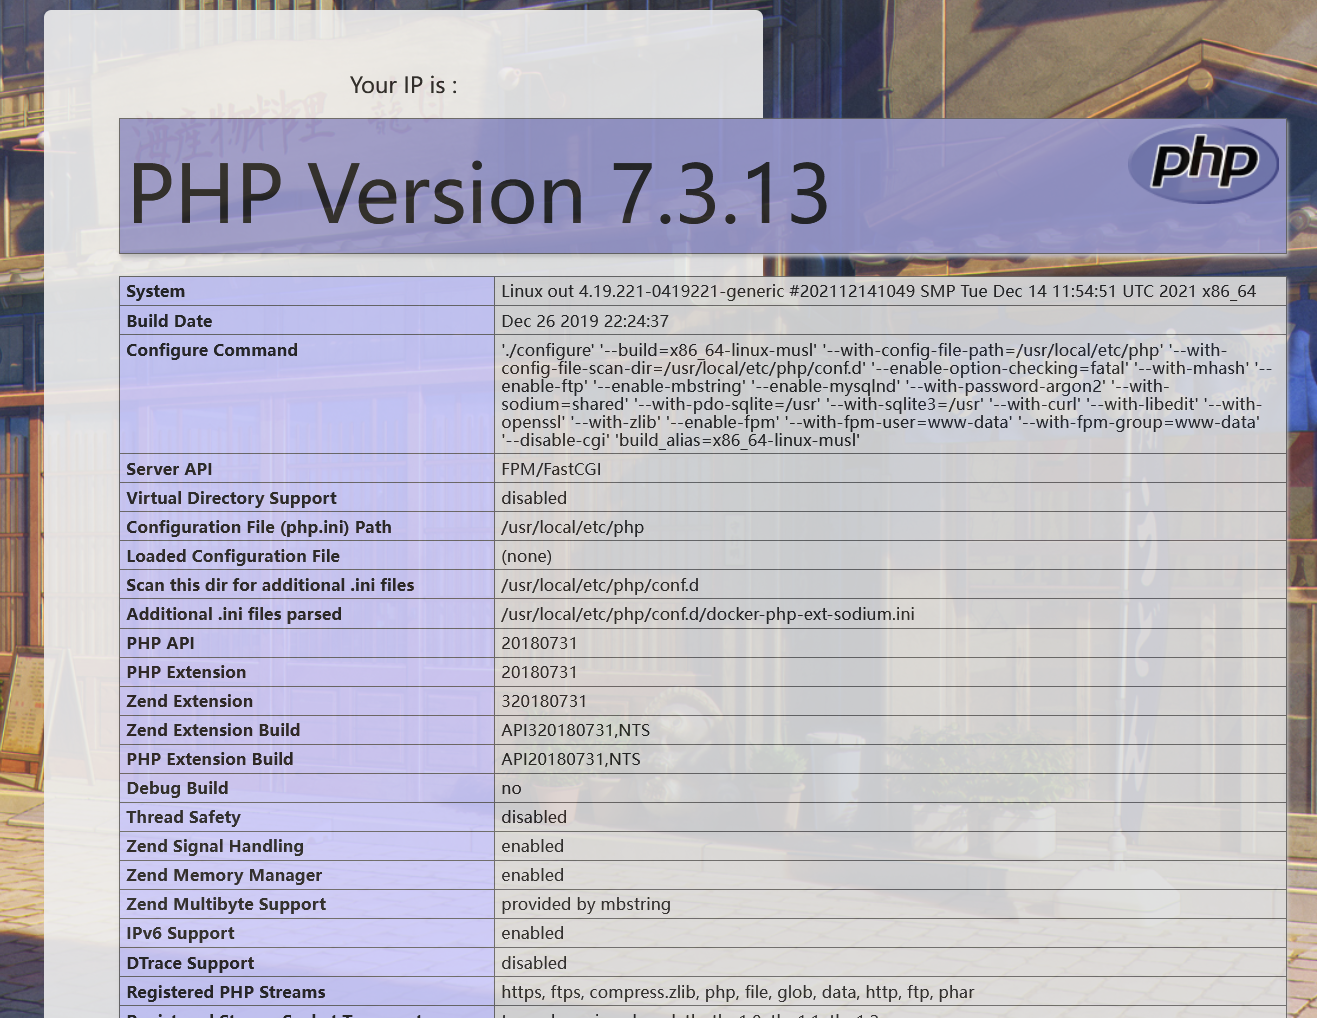 Your IP is :
海産物料理
PHP Version 7.3.13
php
System Linux out 4.19.221-0419221-generic #202112141049 SMP Tue Dec 14 11:54:51 UTC 2021 x86_64
Build Date Dec 26 2019 22:24:37
Configure Command './configure' '--build=x86_64-linux-musl' '--with-config-file-path=/usr/local/etc/php' '--with-
config-file-scan-dir=/usr/local/etc/php/conf.d' '--enable-option-checking=fatal' '--with-mhash' '--
enable-ftp' '--enable-mbstring' '--enable-mysqlnd' '--with-password-argon2' '--with-
sodium=shared' '--with-pdo-sqlite=/usr' '--with-sqlite3=/usr' '--with-curl' '--with-libedit' '--with-
openssl' '--with-zlib' '--enable-fpm' '--with-fpm-user=www-data' '--with-fpm-group=www-data'
'--disable-cgi' 'build_alias=x86_64-linux-musl'
Server API FPM/FastCGI
Virtual Directory Support disabled
Configuration File (php.ini) Path /usr/local/etc/php
Loaded Configuration File (none)
Scan this dir for additional .ini files /usr/local/etc/php/conf.d
Additional .ini files parsed /usr/local/etc/php/conf.d/docker-php-ext-sodium.ini
PHP API 20180731
PHP Extension 20180731
Zend Extension 320180731
Zend Extension Build API320180731,NTS
PHP Extension Build API20180731,NTS
Debug Build no
Thread Safety disabled
Zend Signal Handling enabled
Zend Memory Manager enabled
Zend Multibyte Support provided by mbstring
IPv6 Support enabled
DTrace Support disabled
Registered PHP Streams https, ftps, compress.zlib, php, file, glob, data, http, ftp, phar